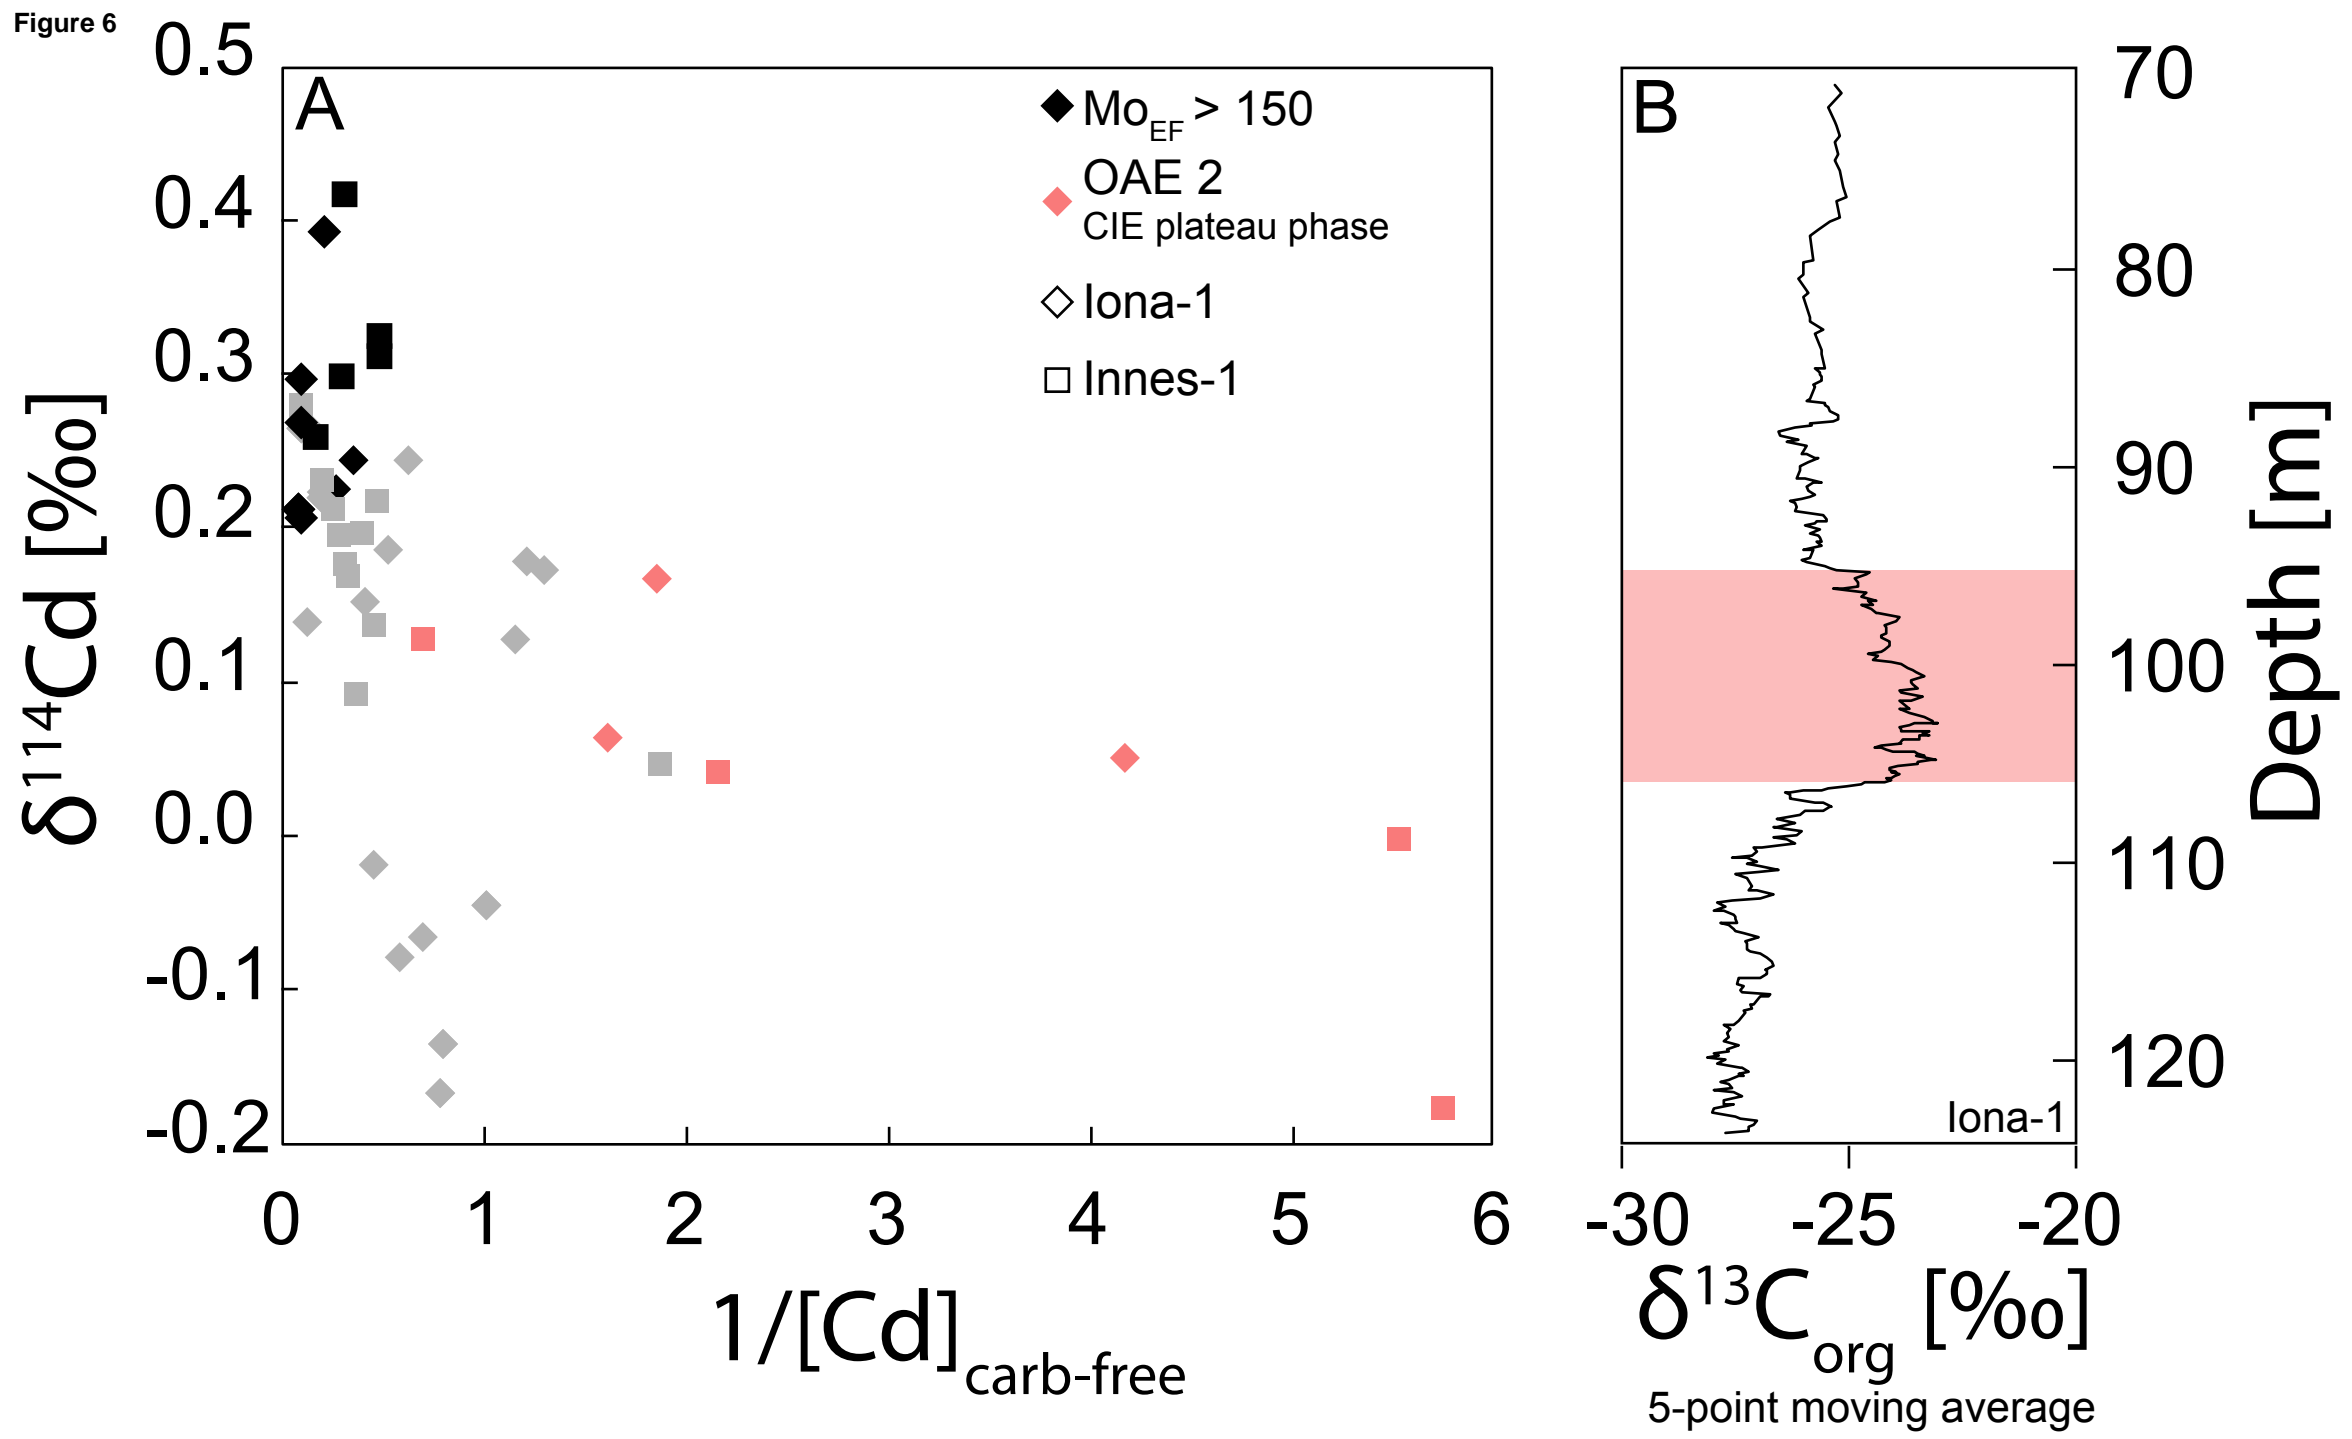 Figure 6
A
Mo_EF > 150
OAE 2
CIE plateau phase
Iona-1
Innes-1
0.5
0.4
0.3
0.2
0.1
0.0
-0.1
-0.2
δ¹¹⁴Cd [‰]
0 1 2 3 4 5 6
1/[Cd]carb-free
B
70
80
90
100
110
120
Depth [m]
Iona-1
-30 -25 -20
δ¹³Corg [‰]
5-point moving average